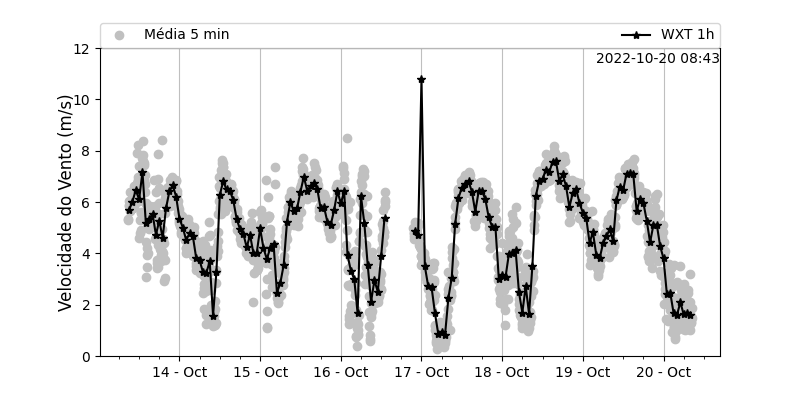 Média 5 min WXT 1h
2022-10-20 08:43
Velocidade do Vento (m/s)
12
10
8
6
4
2
0
14 - Oct 15 - Oct 16 - Oct 17 - Oct 18 - Oct 19 - Oct 20 - Oct